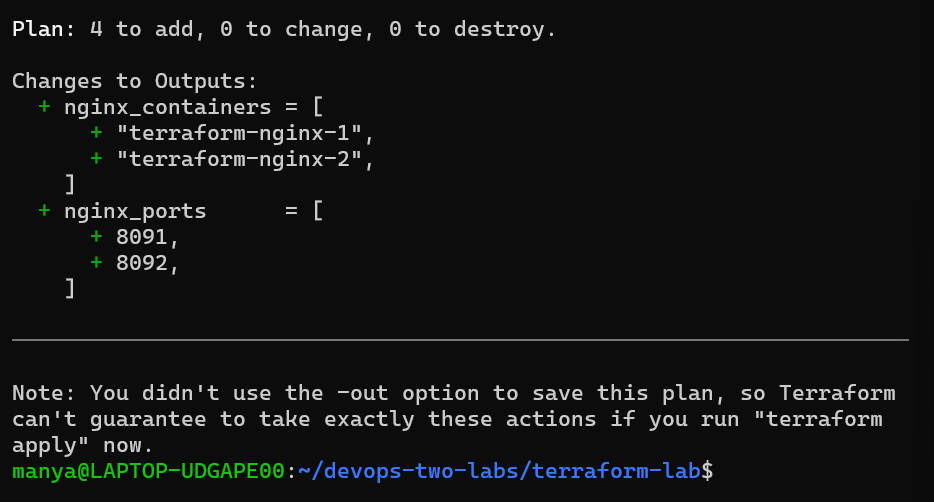 Plan: 4 to add, 0 to change, 0 to destroy.
Changes to Outputs:
  + nginx_containers = [
      + "terraform-nginx-1",
      + "terraform-nginx-2",
    ]
  + nginx_ports      = [
      + 8091,
      + 8092,
    ]
Note: You didn't use the -out option to save this plan, so Terraform
can't guarantee to take exactly these actions if you run "terraform
apply" now.
manya@LAPTOP-UDGAPE00:~/devops-two-labs/terraform-lab$